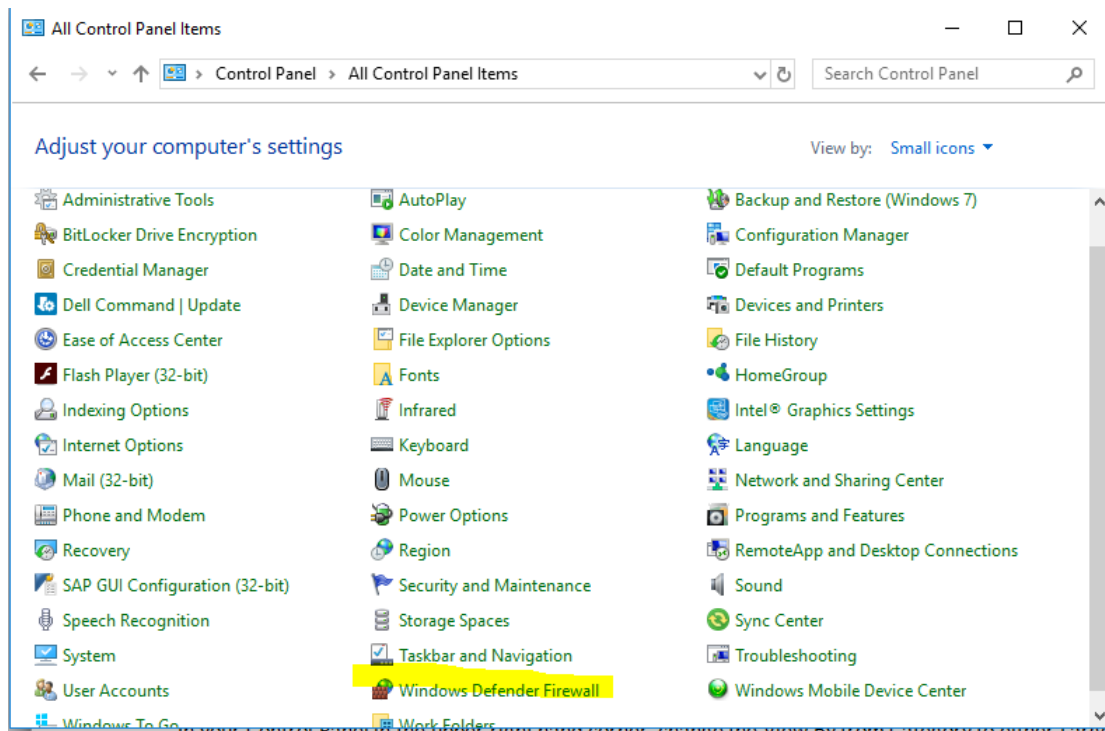 All Control Panel Items
Control Panel > All Control Panel Items
Search Control Panel
Adjust your computer's settings
View by: Small icons
Administrative Tools
AutoPlay
Backup and Restore (Windows 7)
BitLocker Drive Encryption
Color Management
Configuration Manager
Credential Manager
Date and Time
Default Programs
Dell Command | Update
Device Manager
Devices and Printers
Ease of Access Center
File Explorer Options
File History
Flash Player (32-bit)
Fonts
HomeGroup
Indexing Options
Infrared
Intel® Graphics Settings
Internet Options
Keyboard
Language
Mail (32-bit)
Mouse
Network and Sharing Center
Phone and Modem
Power Options
Programs and Features
Recovery
Region
RemoteApp and Desktop Connections
SAP GUI Configuration (32-bit)
Security and Maintenance
Sound
Speech Recognition
Storage Spaces
Sync Center
System
Taskbar and Navigation
Troubleshooting
User Accounts
Windows Defender Firewall
Windows Mobile Device Center
Windows To Go
Work Folders